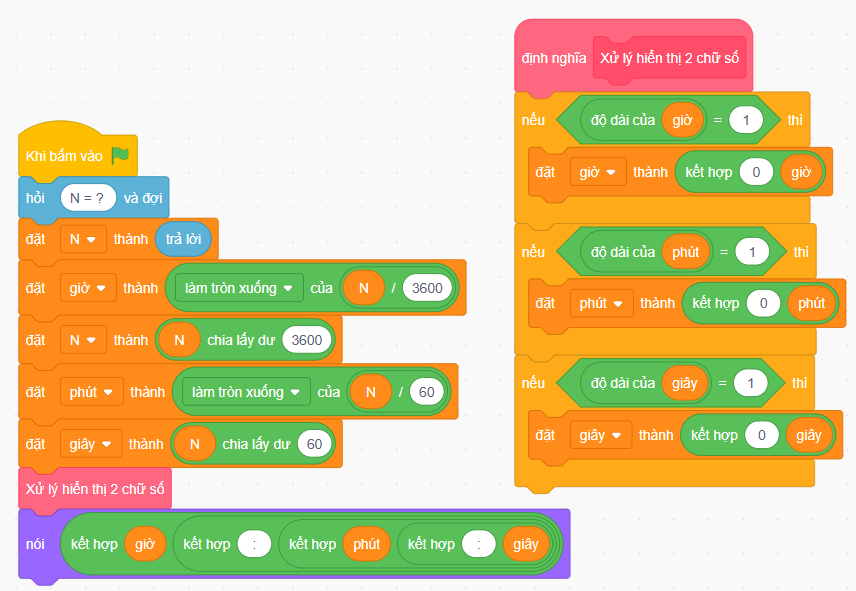 Khi bấm vào
hỏi N = ? và đợi
đặt N thành trả lời
đặt giờ thành làm tròn xuống của N / 3600
đặt N thành N chia lấy dư 3600
đặt phút thành làm tròn xuống của N / 60
đặt giây thành N chia lấy dư 60
Xử lý hiển thị 2 chữ số
nói kết hợp giờ kết hợp : kết hợp phút kết hợp : giây
định nghĩa Xử lý hiển thị 2 chữ số
nếu độ dài của giờ = 1 thì
đặt giờ thành kết hợp 0 giờ
nếu độ dài của phút = 1 thì
đặt phút thành kết hợp 0 phút
nếu độ dài của giây = 1 thì
đặt giây thành kết hợp 0 giây